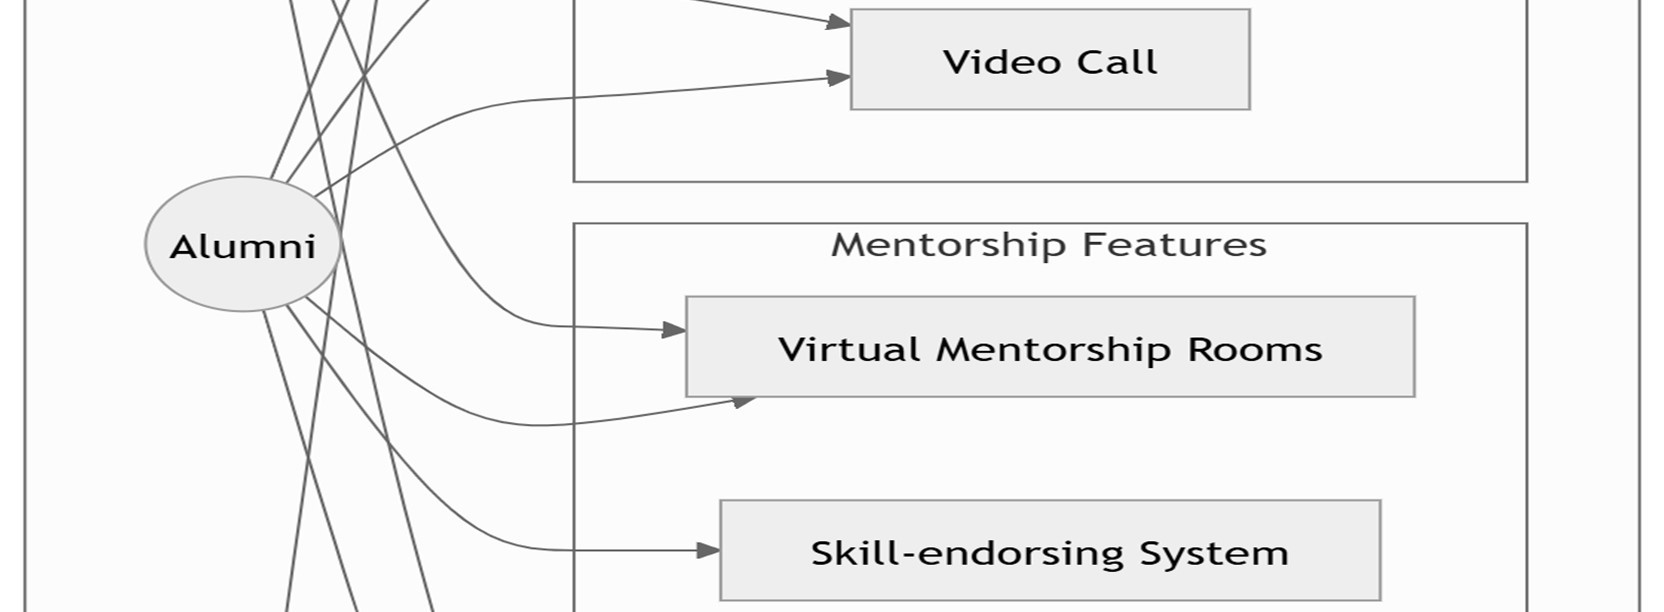 Video Call
Alumni
Mentorship Features
Virtual Mentorship Rooms
Skill-endorsing System